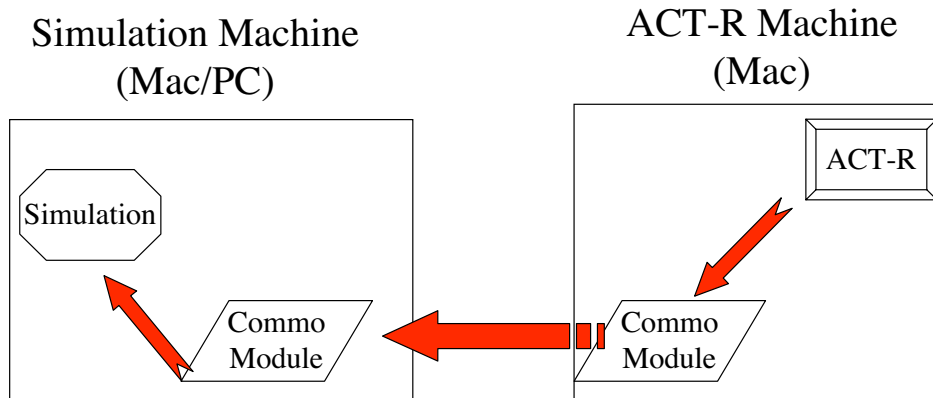 Simulation Machine
(Mac/PC)
ACT-R Machine
(Mac)
Simulation
Commo
Module
ACT-R
Commo
Module